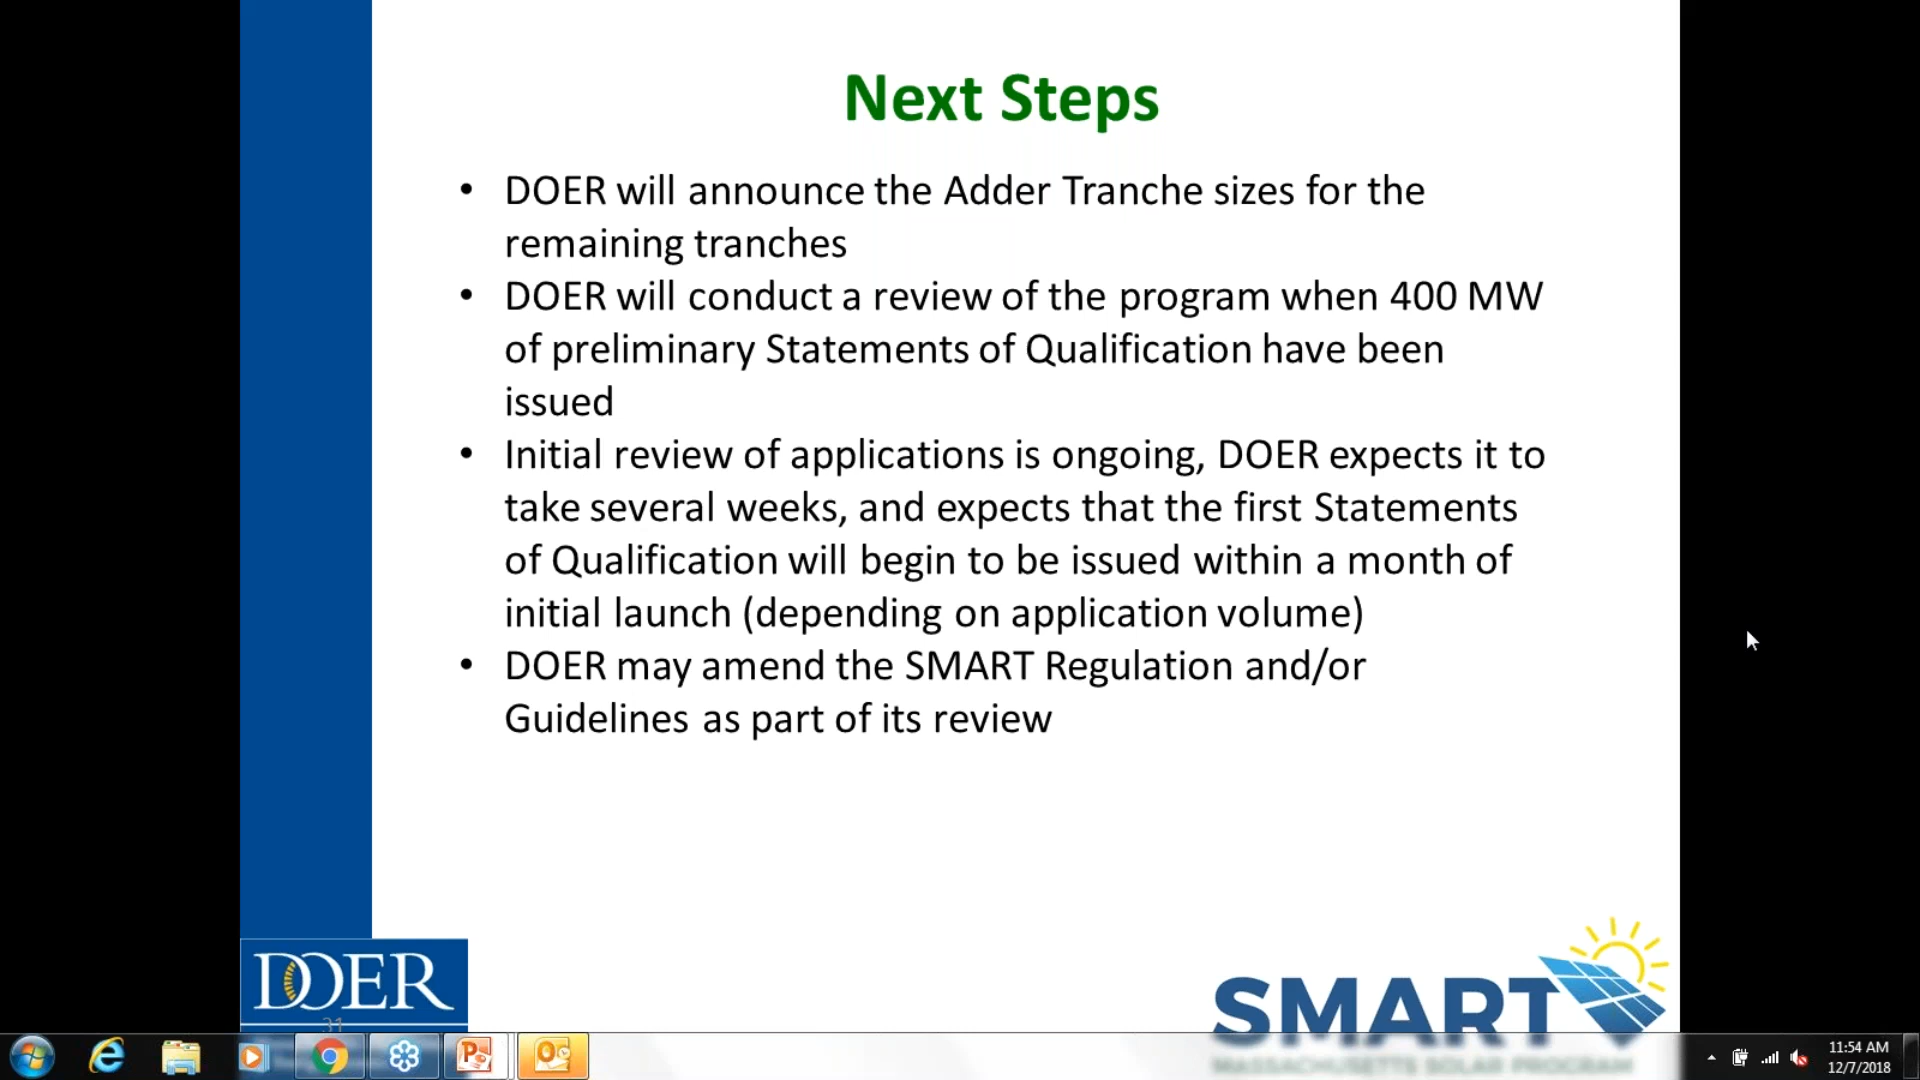 Next Steps
• DOER will announce the Adder Tranche sizes for the
remaining tranches
• DOER will conduct a review of the program when 400 MW
of preliminary Statements of Qualification have been
issued
• Initial review of applications is ongoing, DOER expects it to
take several weeks, and expects that the first Statements
of Qualification will begin to be issued within a month of
initial launch (depending on application volume)
• DOER may amend the SMART Regulation and/or
Guidelines as part of its review
DOER
31
SMART
MASSACHUSETTS SOLAR PROGRAM
11:54 AM
12/7/2018